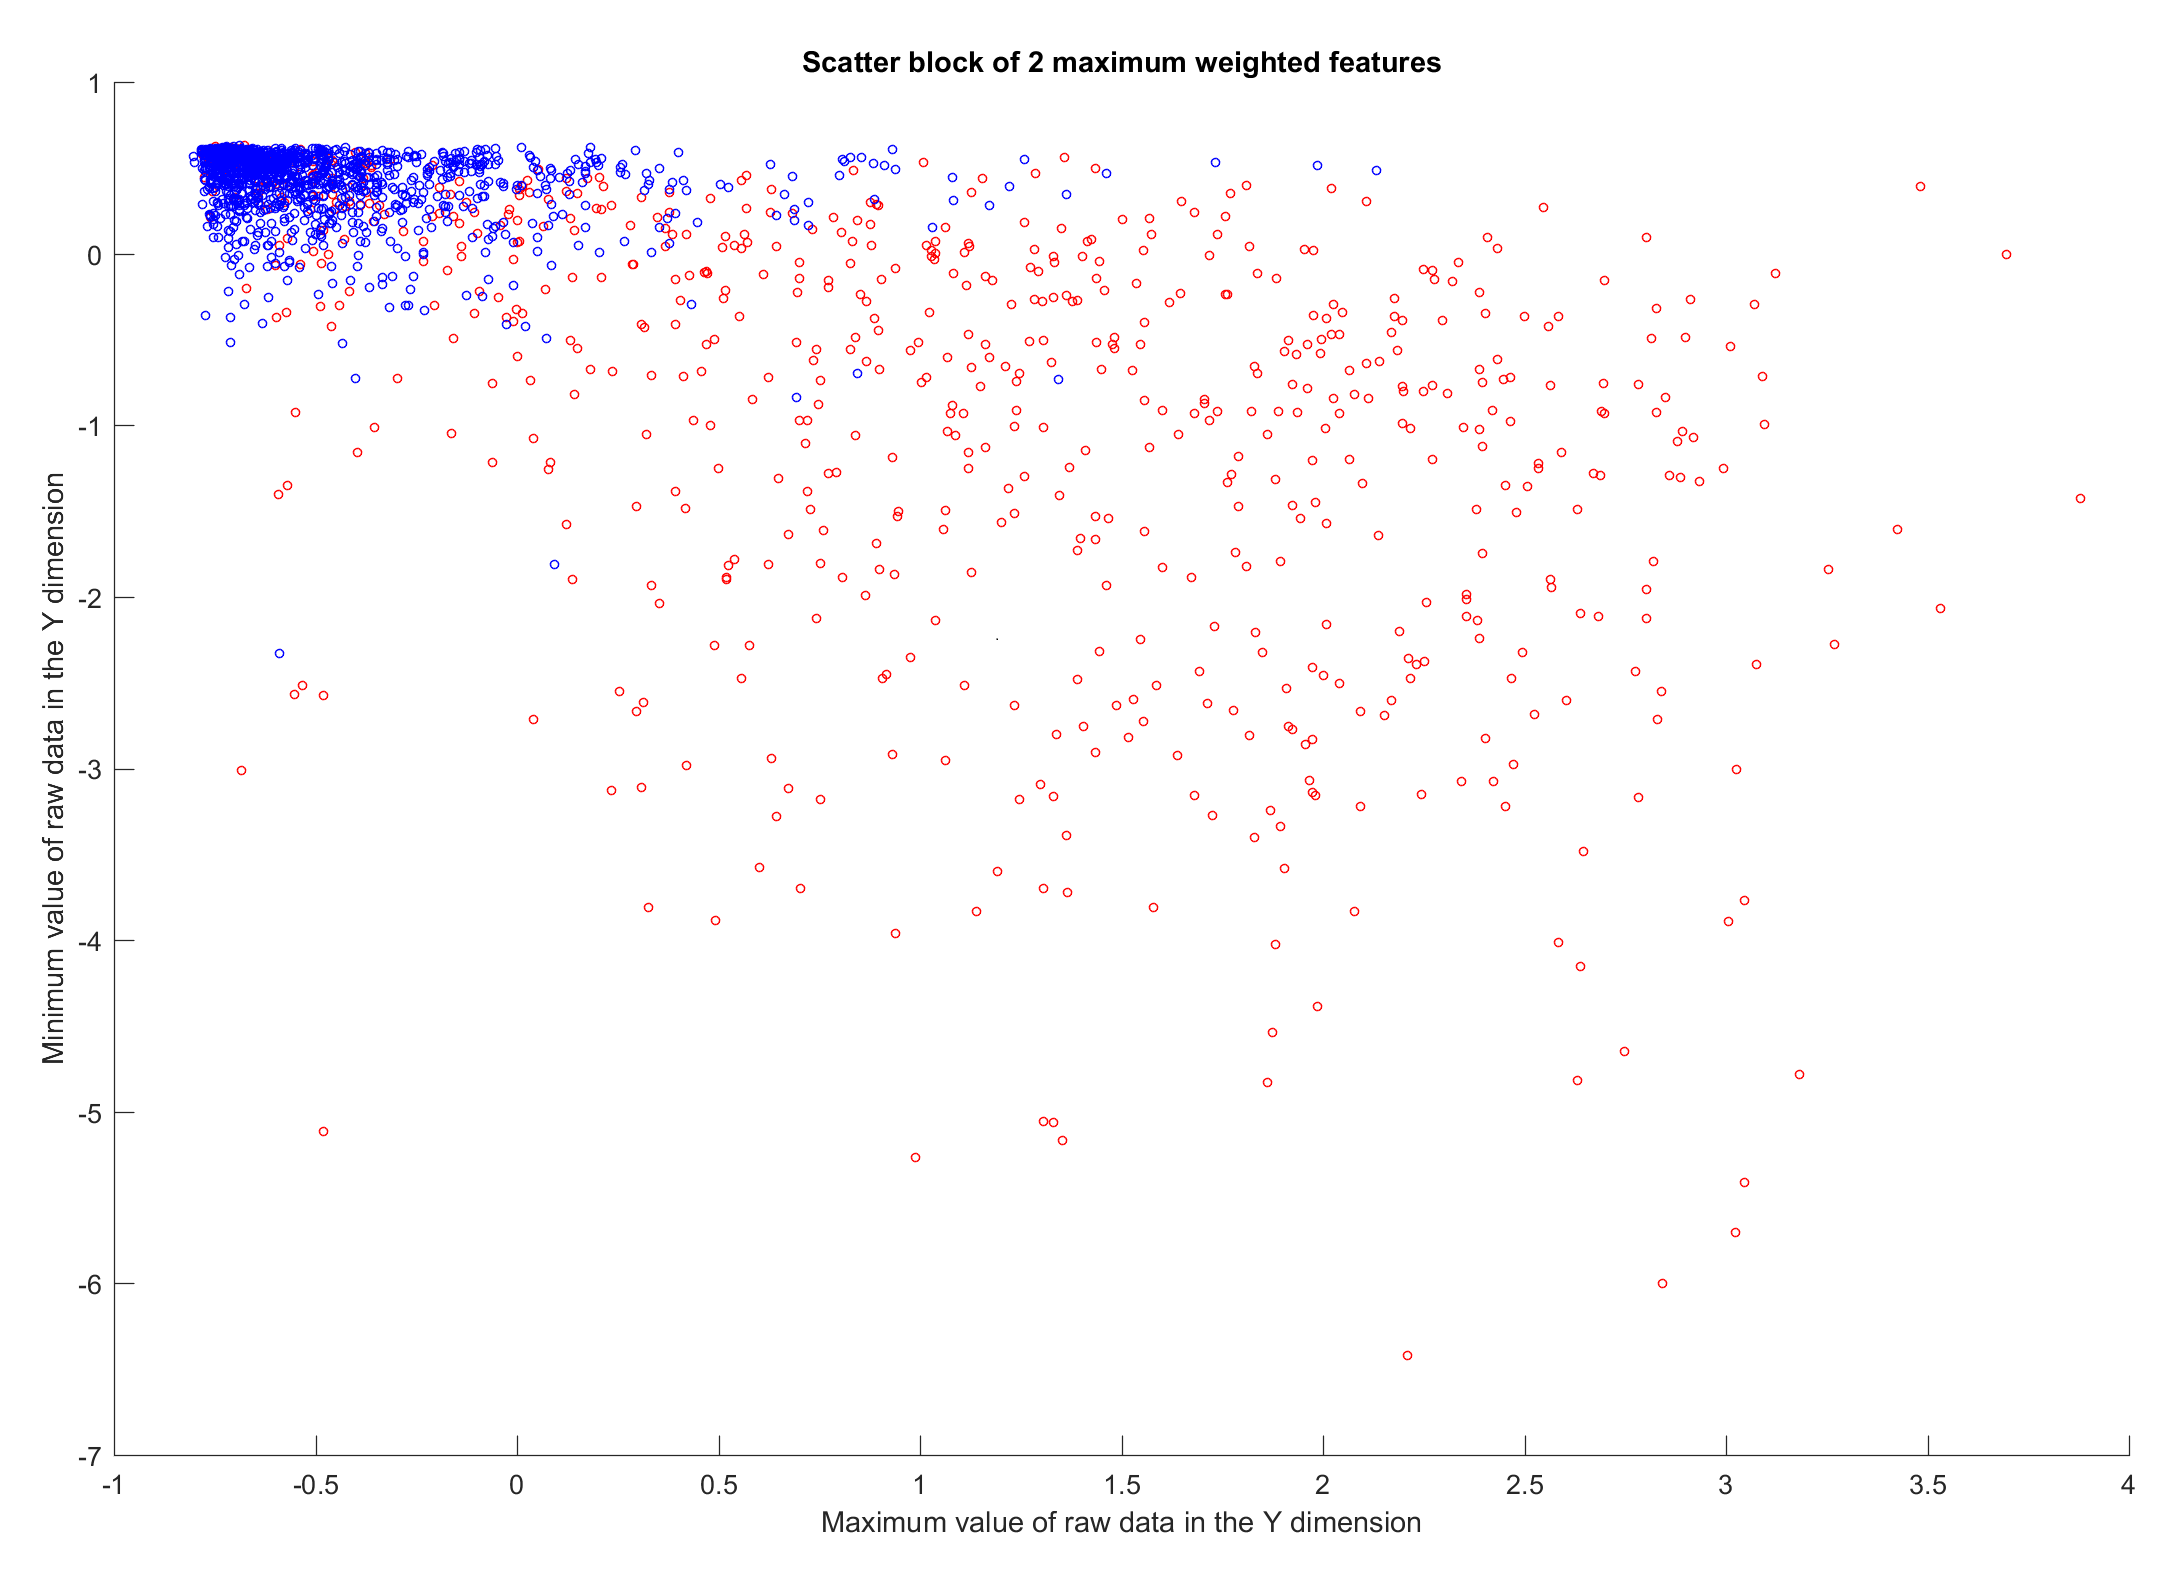 Scatter block of 2 maximum weighted features
1
0
-1
-2
-3
-4
-5
-6
-7
Minimum value of raw data in the Y dimension
-1 -0.5 0 0.5 1 1.5 2 2.5 3 3.5 4
Maximum value of raw data in the Y dimension